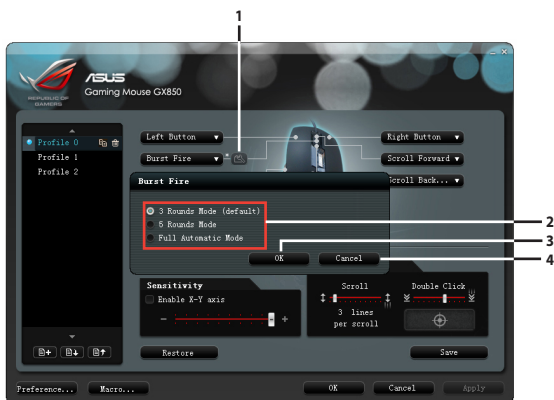 1
REPUBLIC OF
GAMERS
ASUS
Gaming Mouse GX850
Profile 0
Profile 1
Profile 2
Left Button
Right Button
Burst Fire
Scroll Forward
Scroll Back...
Burst Fire
3 Rounds Mode (default)
5 Rounds Mode
Full Automatic Mode
2
OK
3
Cancel
4
Sensitivity
Enable X-Y axis
Scroll
3 lines
per scroll
Double Click
Restore
Save
Preference...
Macro...
OK
Cancel
Apply